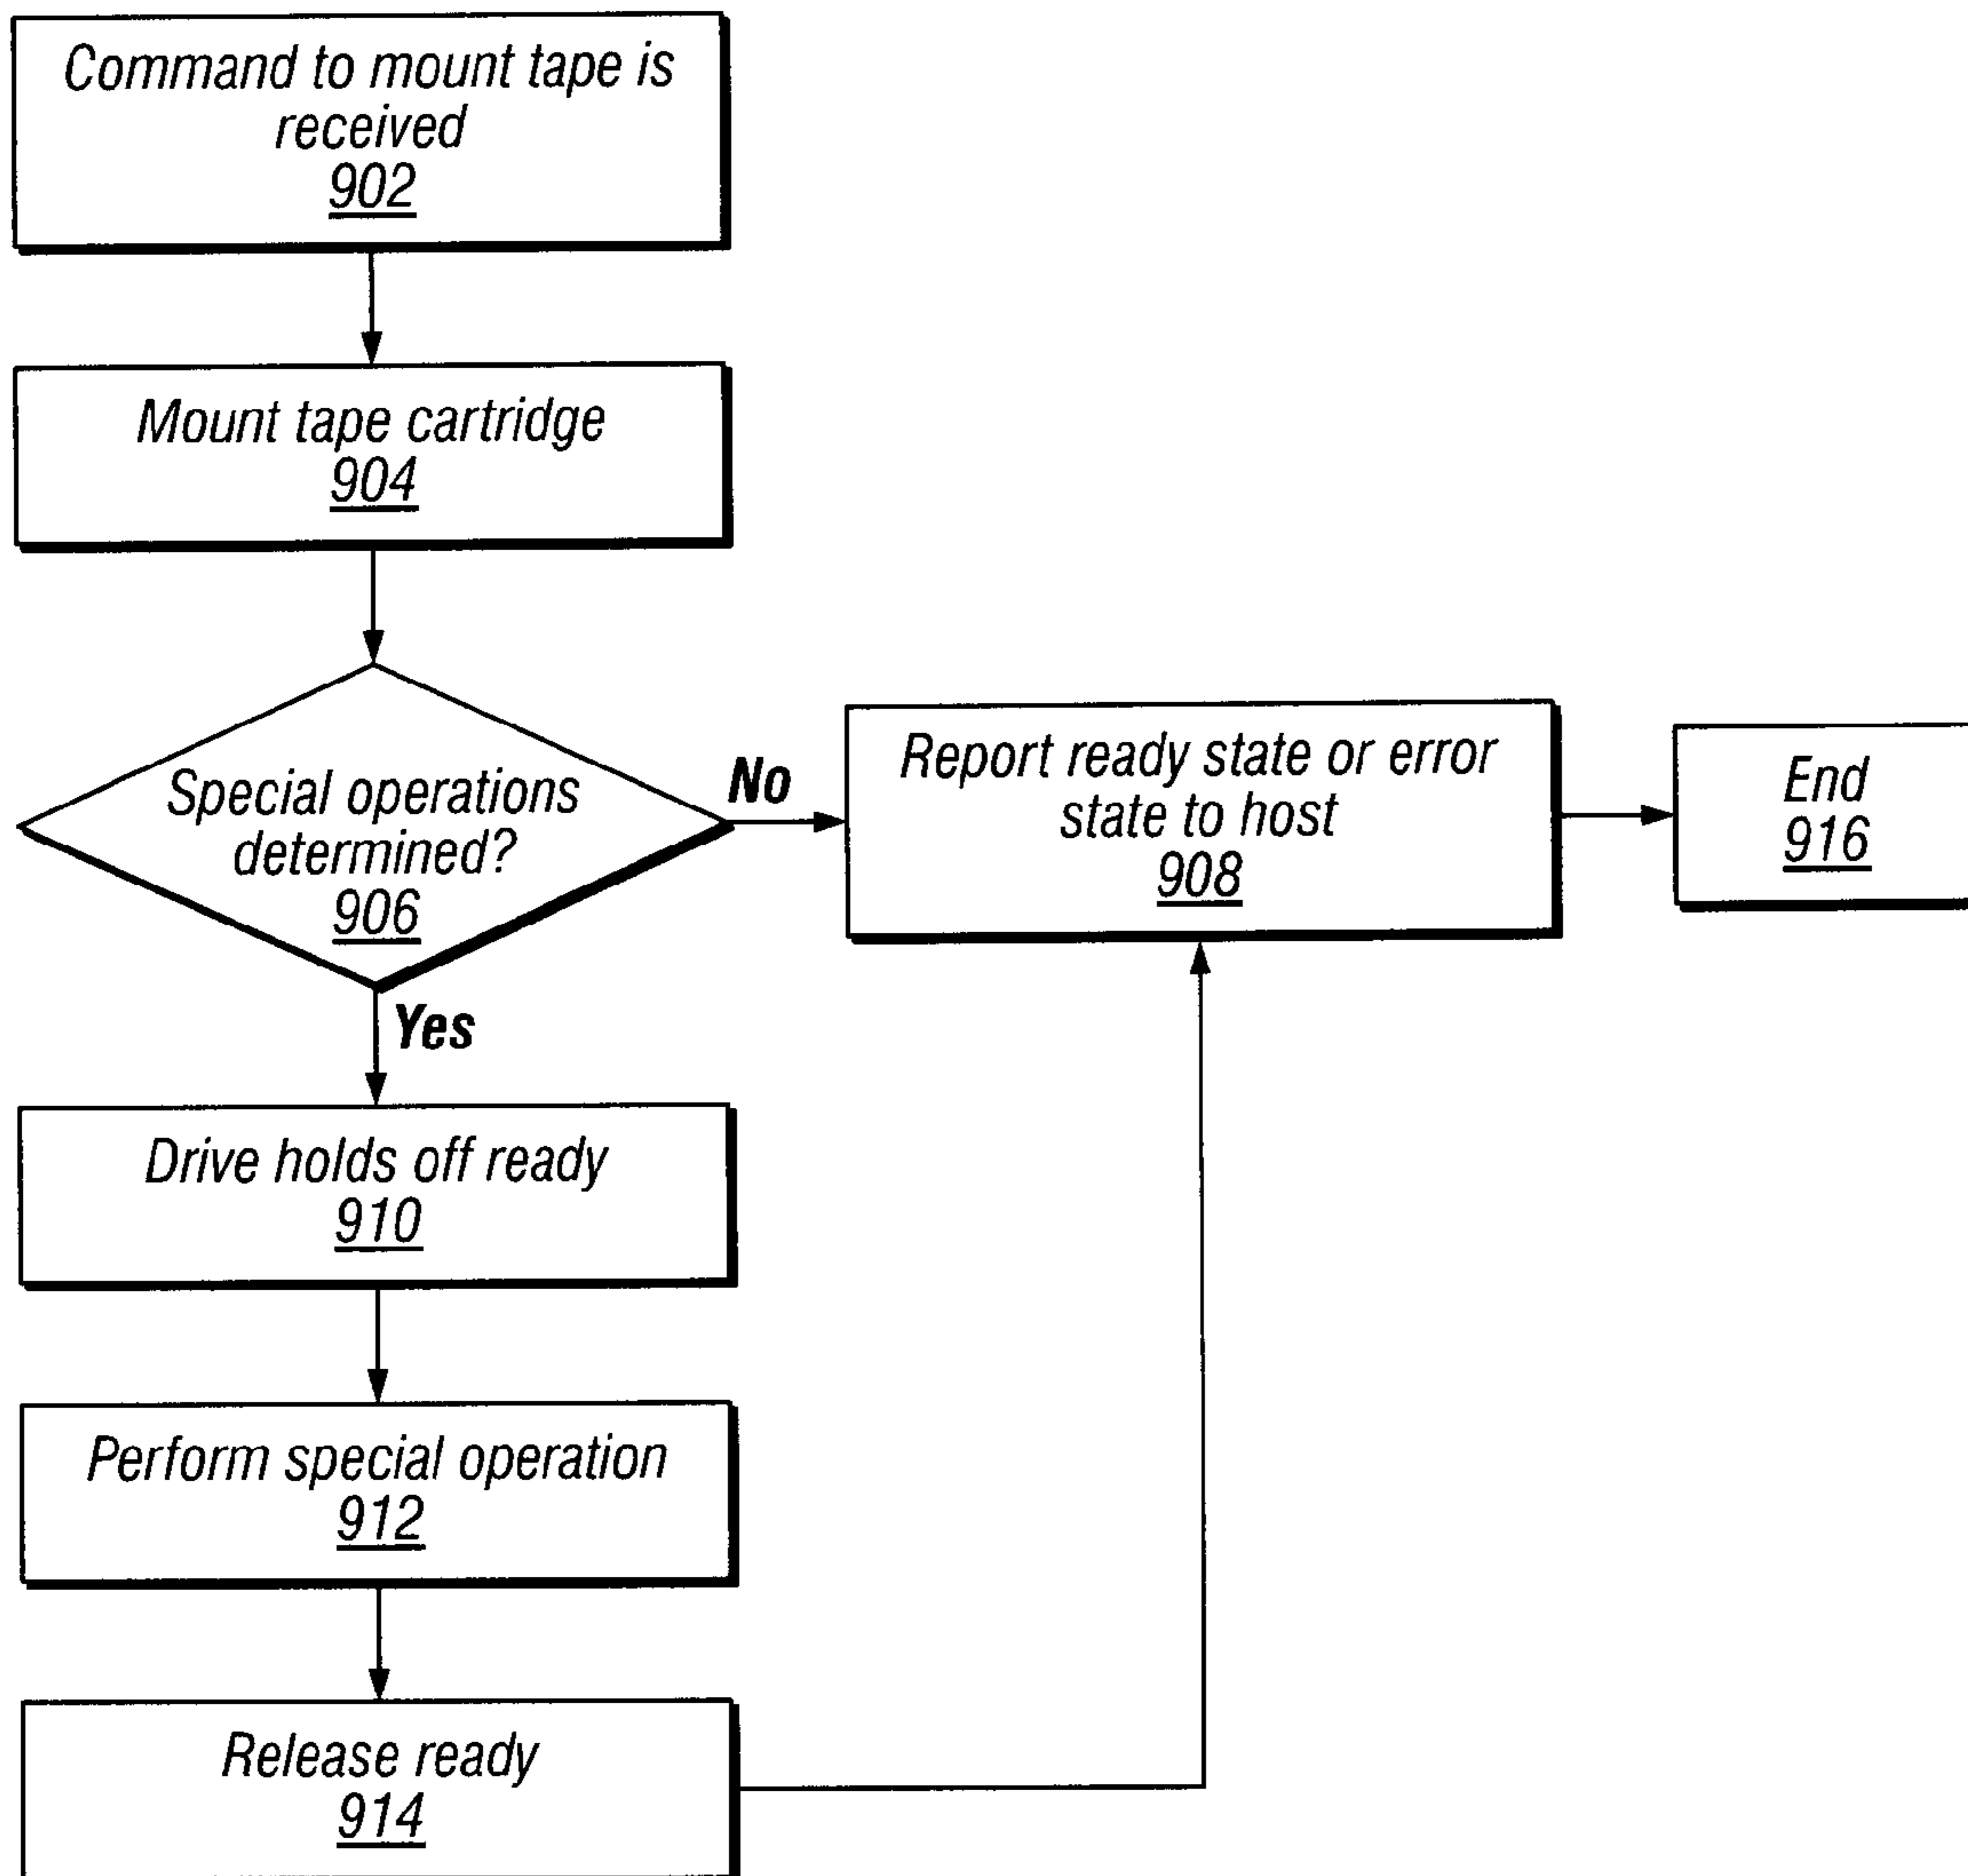 Command to mount tape is
received
902
Mount tape cartridge
904
Special operations
determined?
906
No
Report ready state or error
state to host
908
End
916
Yes
Drive holds off ready
910
Perform special operation
912
Release ready
914